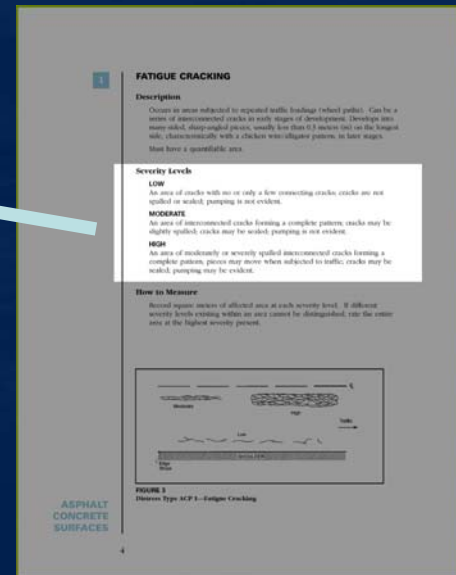 1
FATIGUE CRACKING
Description
Occurs in areas subjected to repeated traffic loadings (wheel paths). Can be a
series of interconnected cracks in early stages of development. Develops into
many-sided, sharp-angled pieces, usually less than 0.3 meters (m) on the longest
side, characteristically with a chicken wire/alligator pattern, in later stages.
Must have a quantifiable area.
Severity Levels
LOW
An area of cracks with no or only a few connecting cracks; cracks are not
spalled or sealed; pumping is not evident.
MODERATE
An area of interconnected cracks forming a complete pattern; cracks may be
slightly spalled; cracks may be sealed; pumping is not evident.
HIGH
An area of moderately or severely spalled interconnected cracks forming a
complete pattern; pieces may move when subjected to traffic; cracks may be
sealed; pumping may be evident.
How to Measure
Record square meters of affected area at each severity level. If different
severity levels existing within an area cannot be distinguished, rate the entire
area at the highest severity present.
Moderate
High
Traffic
Low
FIGURE 3
Distress Type ACP 1—Fatigue Cracking
ASPHALT
CONCRETE
SURFACES
4